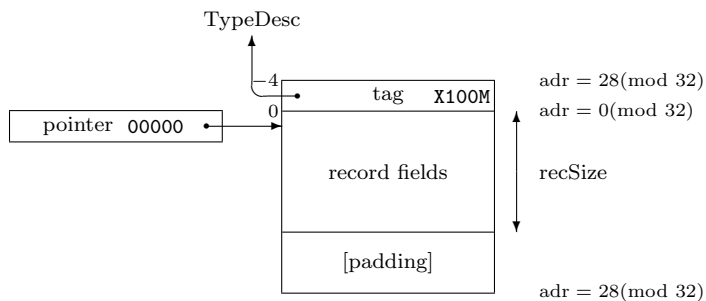 TypeDesc
−4 tag X100M adr = 28(mod 32)
0 adr = 0(mod 32)
pointer 00000
record fields recSize
[padding]
adr = 28(mod 32)